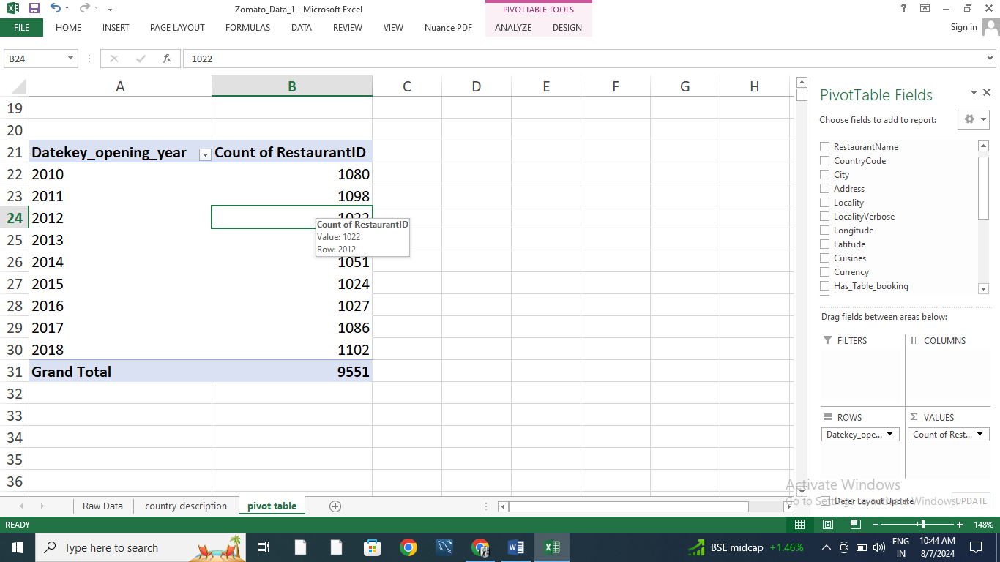 Zomato_Data_1 - Microsoft Excel
PIVOTTABLE TOOLS
?
FILE HOME INSERT PAGE LAYOUT FORMULAS DATA REVIEW VIEW Nuance PDF ANALYZE DESIGN Sign in
B24 fx 1022
A B C D E F G H
19
20
21 Datekey_opening_year Count of RestaurantID
22 2010 1080
23 2011 1098
24 2012
25 2013
26 2014 1051
27 2015 1024
28 2016 1027
29 2017 1086
30 2018 1102
31 Grand Total 9551
32
33
34
35
36
Count of RestaurantID
Value: 1022
Row: 2012
PivotTable Fields
Choose fields to add to report:
RestaurantName
CountryCode
City
Address
Locality
LocalityVerbose
Longitude
Latitude
Cuisines
Currency
Has_Table_booking
Drag fields between areas below:
FILTERS
COLUMNS
ROWS
Σ VALUES
Datekey_ope...
Count of Rest...
Activate Windows
Go to Settings to activate Windows.
Defer Layout Update
UPDATE
Raw Data country description pivot table
READY
148%
Type here to search
BSE midcap +1.46%
ENG
IN
10:44 AM
8/7/2024